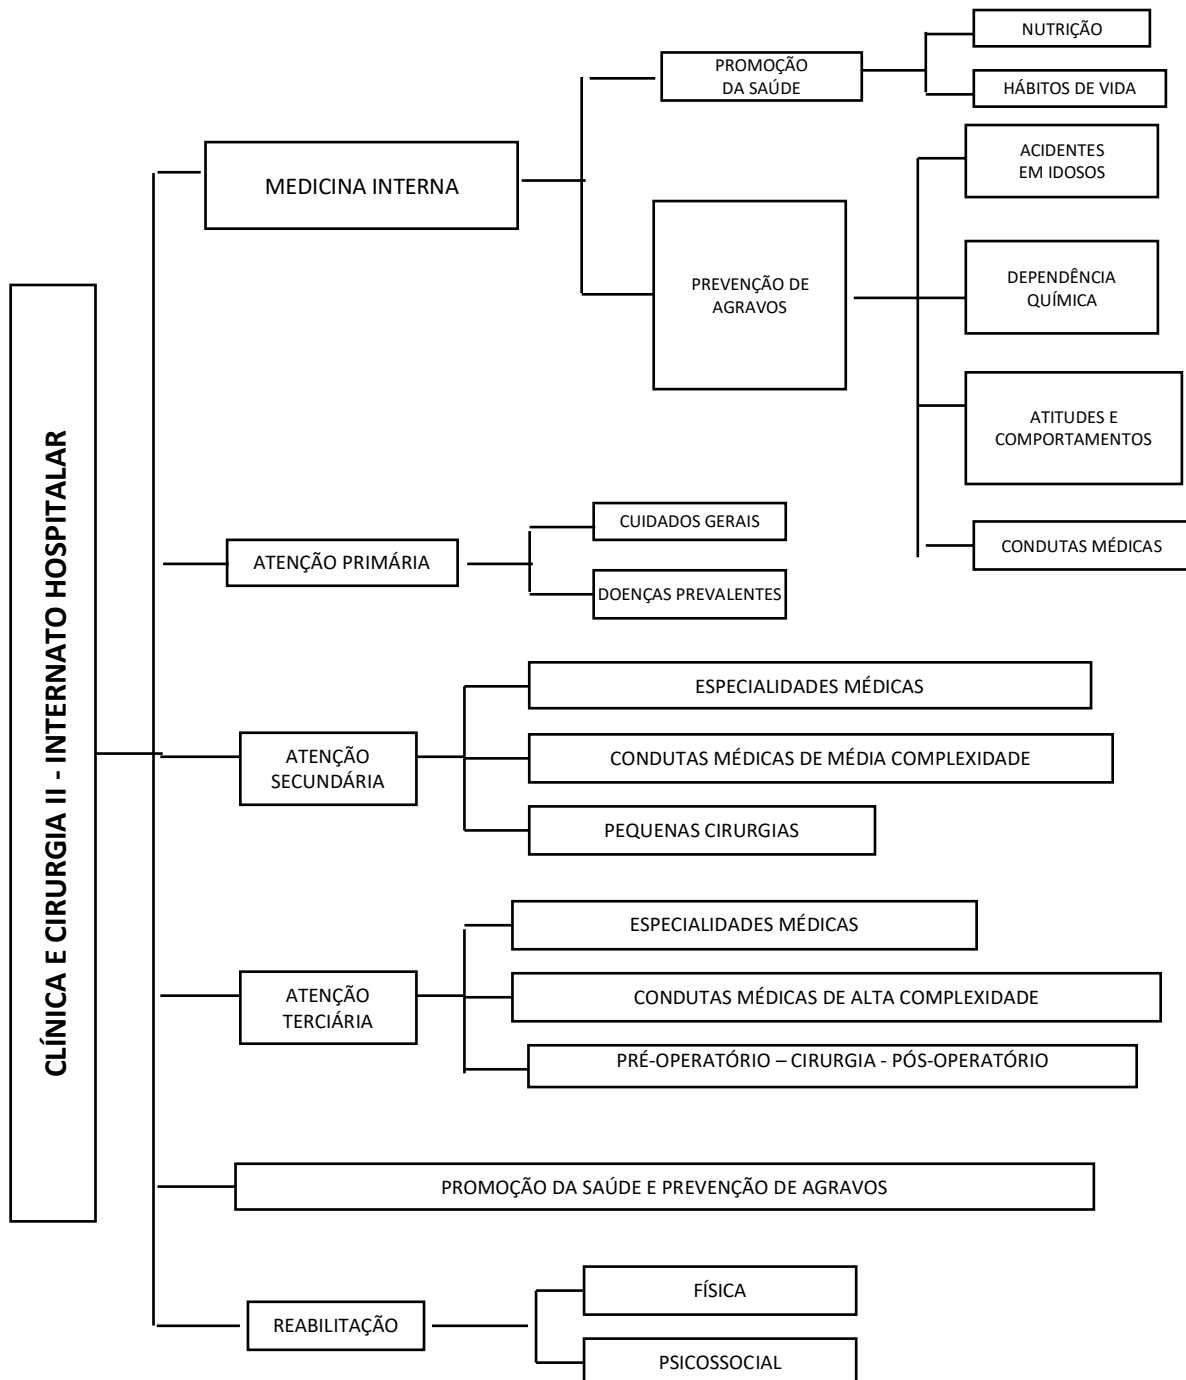 CLÍNICA E CIRURGIA II - INTERNATO HOSPITALAR
MEDICINA INTERNA
PROMOÇÃO
DA SAÚDE
NUTRIÇÃO
HÁBITOS DE VIDA
PREVENÇÃO DE
AGRAVOS
ACIDENTES
EM IDOSOS
DEPENDÊNCIA
QUÍMICA
ATITUDES E
COMPORTAMENTOS
CONDUTAS MÉDICAS
ATENÇÃO PRIMÁRIA
CUIDADOS GERAIS
DOENÇAS PREVALENTES
ATENÇÃO
SECUNDÁRIA
ESPECIALIDADES MÉDICAS
CONDUTAS MÉDICAS DE MÉDIA COMPLEXIDADE
PEQUENAS CIRURGIAS
ATENÇÃO
TERCIÁRIA
ESPECIALIDADES MÉDICAS
CONDUTAS MÉDICAS DE ALTA COMPLEXIDADE
PRÉ-OPERATÓRIO – CIRURGIA - PÓS-OPERATÓRIO
PROMOÇÃO DA SAÚDE E PREVENÇÃO DE AGRAVOS
REABILITAÇÃO
FÍSICA
PSICOSSOCIAL